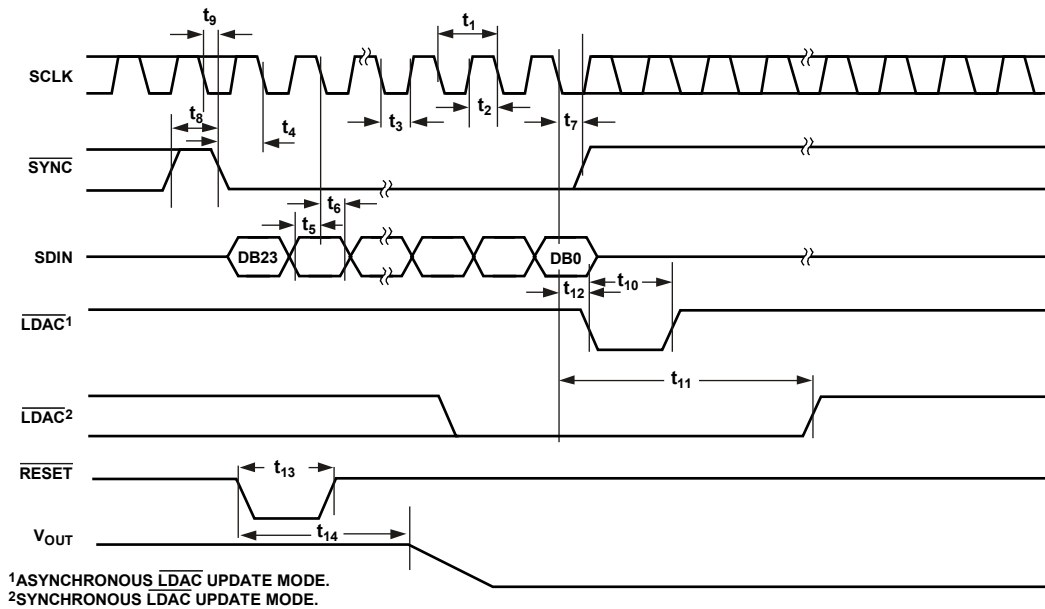 t9
t1
SCLK
t2
t3
t7
t8
t4
SYNC
t6
t5
SDIN
DB23
DB0
t12
t10
LDAC1
t11
LDAC2
RESET
t13
t14
VOUT
1ASYNCHRONOUS LDAC UPDATE MODE.
2SYNCHRONOUS LDAC UPDATE MODE.